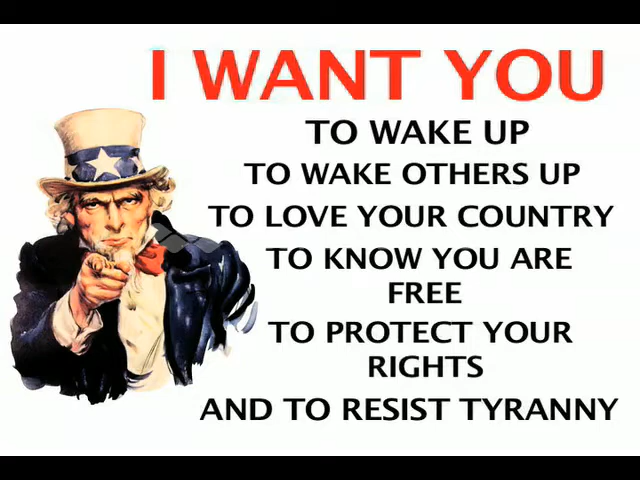 I WANT YOU
TO WAKE UP
TO WAKE OTHERS UP
TO LOVE YOUR COUNTRY
TO KNOW YOU ARE
FREE
TO PROTECT YOUR
RIGHTS
AND TO RESIST TYRANNY